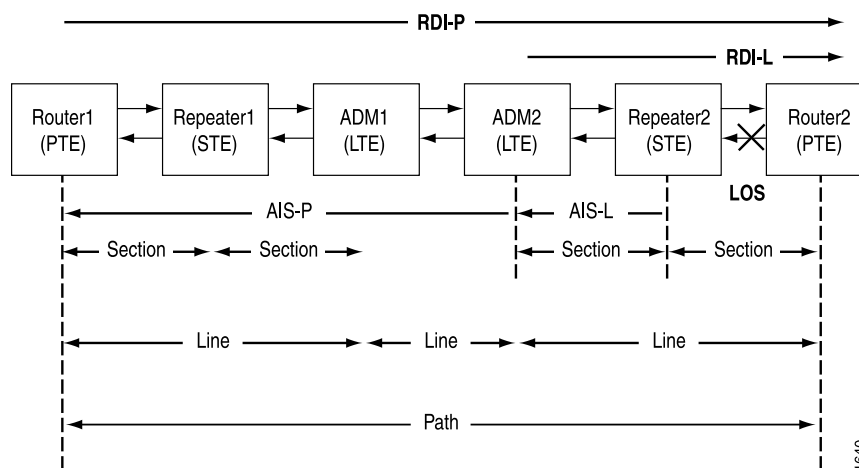 RDI-P
RDI-L
Router1
(PTE)
Repeater1
(STE)
ADM1
(LTE)
ADM2
(LTE)
Repeater2
(STE)
Router2
(PTE)
LOS
AIS-P
AIS-L
Section
Section
Section
Section
Line
Line
Line
Path